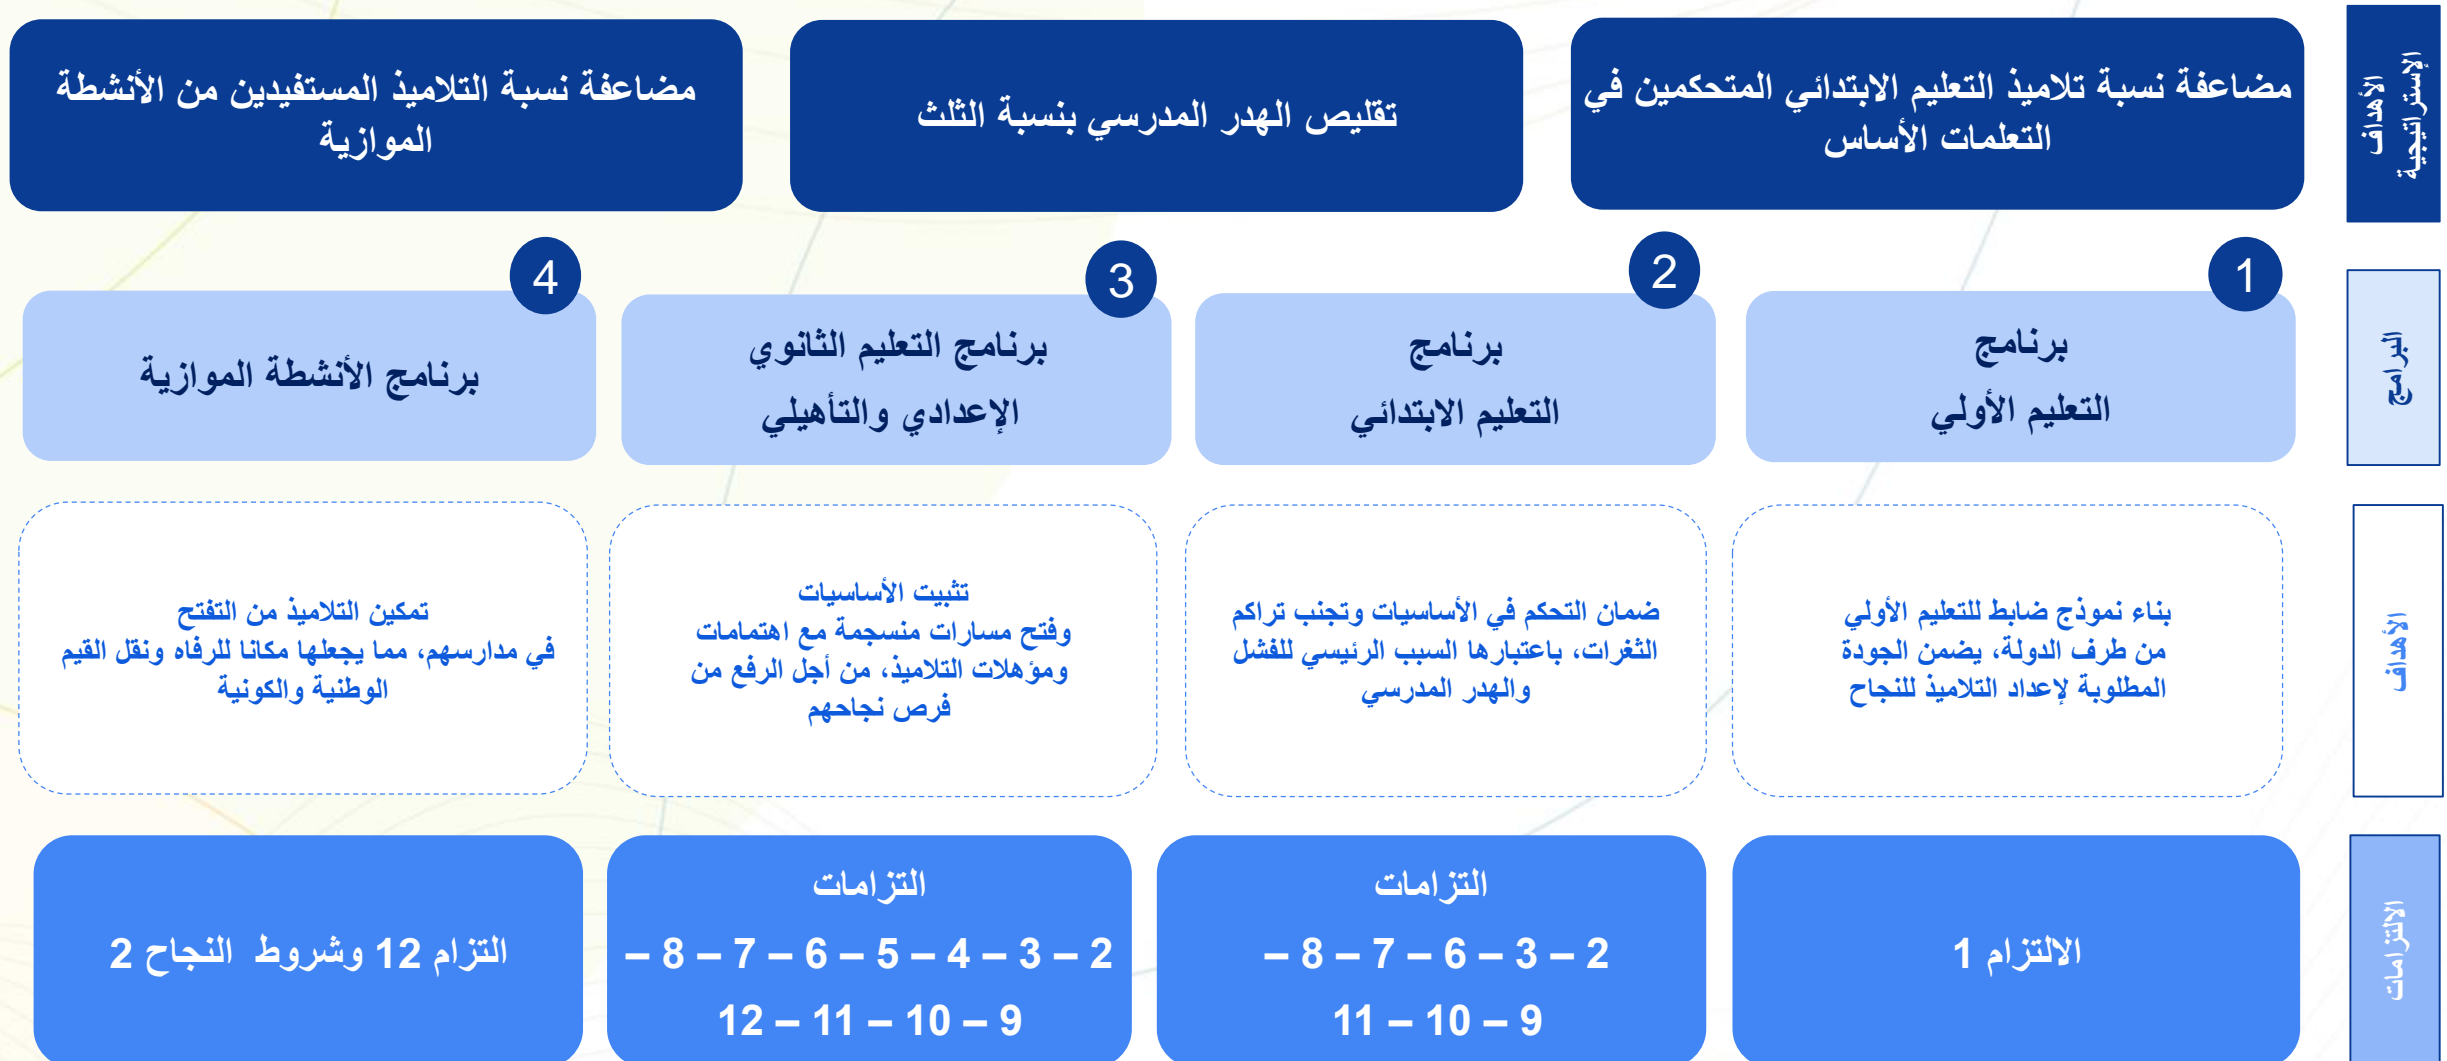 الأهداف
الإستراتيجية
مضاعفة نسبة تلاميذ التعليم الابتدائي المتحكمين في
التعلمات الأساس
تقليص الهدر المدرسي بنسبة الثلث
مضاعفة نسبة التلاميذ المستفيدين من الأنشطة
الموازية
البرامج
1
برنامج
التعليم الأولي
2
برنامج
التعليم الابتدائي
3
برنامج التعليم الثانوي
الإعدادي والتأهيلي
4
برنامج الأنشطة الموازية
الأهداف
بناء نموذج ضابط للتعليم الأولي
من طرف الدولة، يضمن الجودة
المطلوبة لإعداد التلاميذ للنجاح
ضمان التحكم في الأساسيات وتجنب تراكم
الثغرات، باعتبارها السبب الرئيسي للفشل
والهدر المدرسي
تثبيت الأساسيات
وفتح مسارات منسجمة مع اهتمامات
ومؤهلات التلاميذ، من أجل الرفع من
فرص نجاحهم
تمكين التلاميذ من التفتح
في مدارسهم، مما يجعلها مكانا للرفاه ونقل القيم
الوطنية والكونية
الالتزامات
الالتزام 1
التزامات
2 – 3 – 6 – 7 – 8 –
9 – 10 – 11
التزامات
2 – 3 – 4 – 5 – 6 – 7 – 8 –
9 – 10 – 11 – 12
التزام 12 وشروط النجاح 2